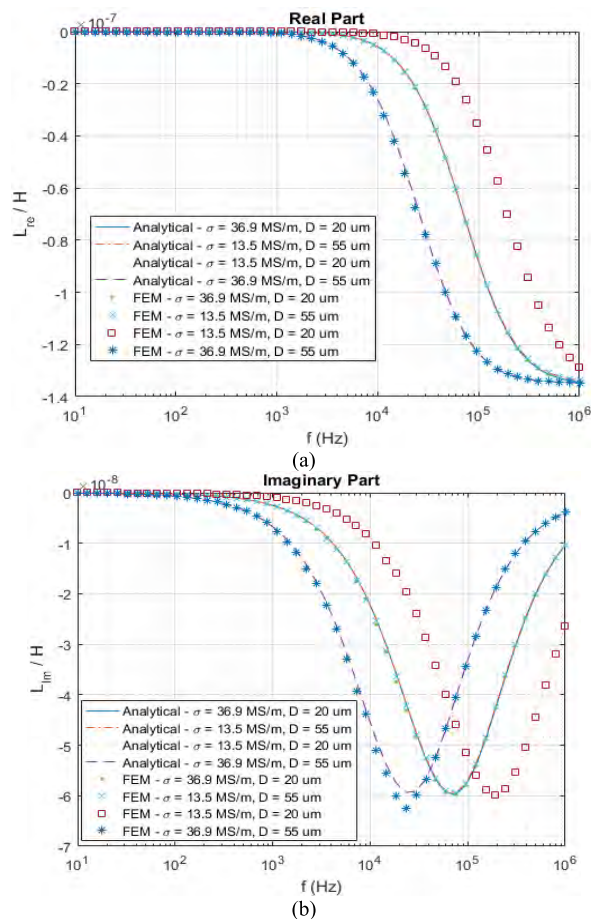 × 10⁻⁷
Real Part
0
-0.2
-0.4
-0.6
-0.8
-1
-1.2
-1.4
L_re / H
Analytical - σ = 36.9 MS/m, D = 20 um
Analytical - σ = 13.5 MS/m, D = 55 um
Analytical - σ = 13.5 MS/m, D = 20 um
Analytical - σ = 36.9 MS/m, D = 55 um
FEM - σ = 36.9 MS/m, D = 20 um
FEM - σ = 13.5 MS/m, D = 55 um
FEM - σ = 13.5 MS/m, D = 20 um
FEM - σ = 36.9 MS/m, D = 55 um
10¹ 10² 10³ 10⁴ 10⁵ 10⁶
f (Hz)
(a)
Imaginary Part
× 10⁻⁸
0
-1
-2
-3
-4
-5
-6
-7
L_Im / H
Analytical - σ = 36.9 MS/m, D = 20 um
Analytical - σ = 13.5 MS/m, D = 55 um
Analytical - σ = 13.5 MS/m, D = 20 um
Analytical - σ = 36.9 MS/m, D = 55 um
FEM - σ = 36.9 MS/m, D = 20 um
FEM - σ = 13.5 MS/m, D = 55 um
FEM - σ = 13.5 MS/m, D = 20 um
FEM - σ = 36.9 MS/m, D = 55 um
10¹ 10² 10³ 10⁴ 10⁵ 10⁶
f (Hz)
(b)